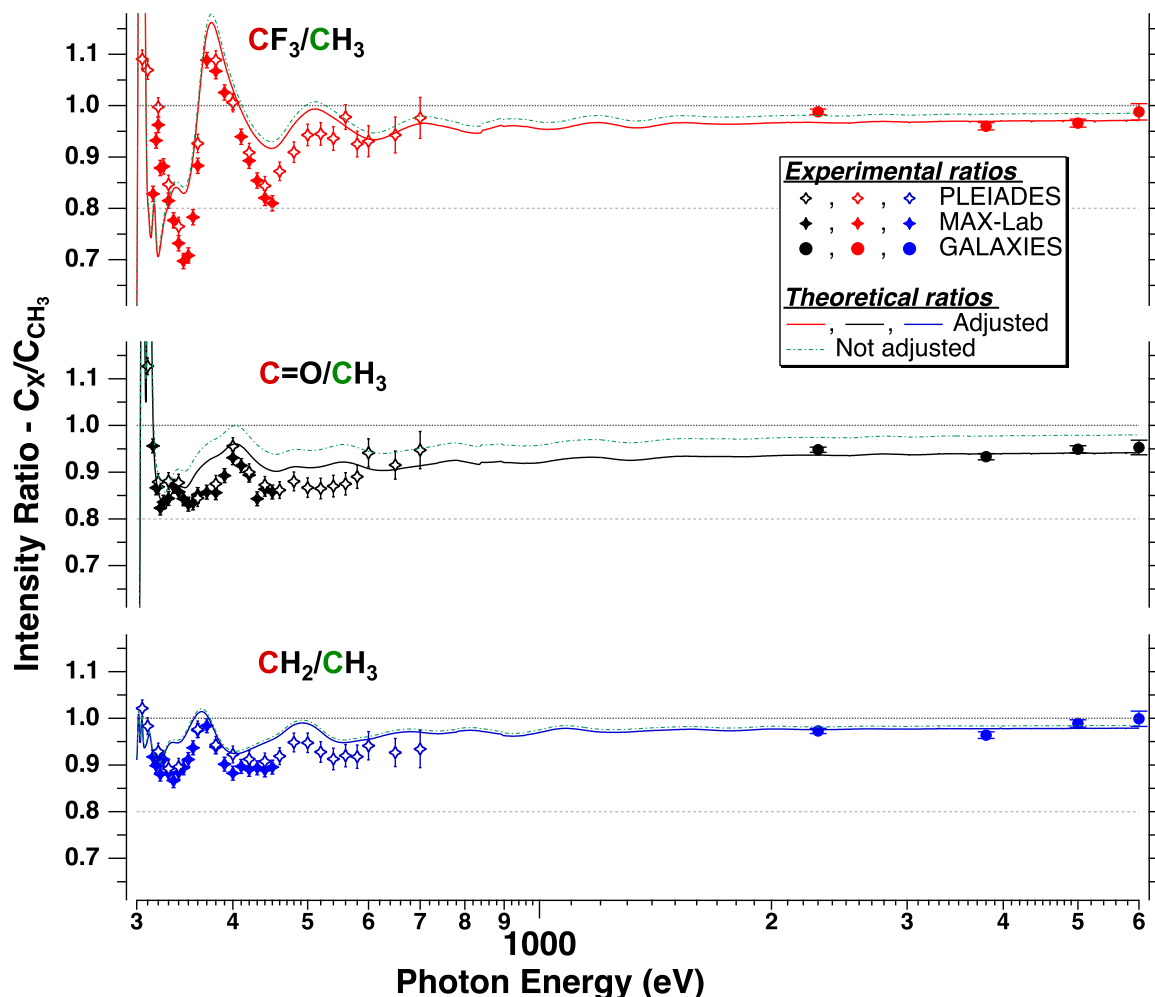 CF3/CH3
1.1
1.0
0.9
0.8
0.7
Experimental ratios
, , PLEIADES
, , MAX-Lab
, , GALAXIES
Theoretical ratios
, , Adjusted
Not adjusted
Intensity Ratio - CX/CCH3
C=O/CH3
1.1
1.0
0.9
0.8
0.7
CH2/CH3
1.1
1.0
0.9
0.8
0.7
3 4 5 6 7 8 9 2 3 4 5 6
1000
Photon Energy (eV)